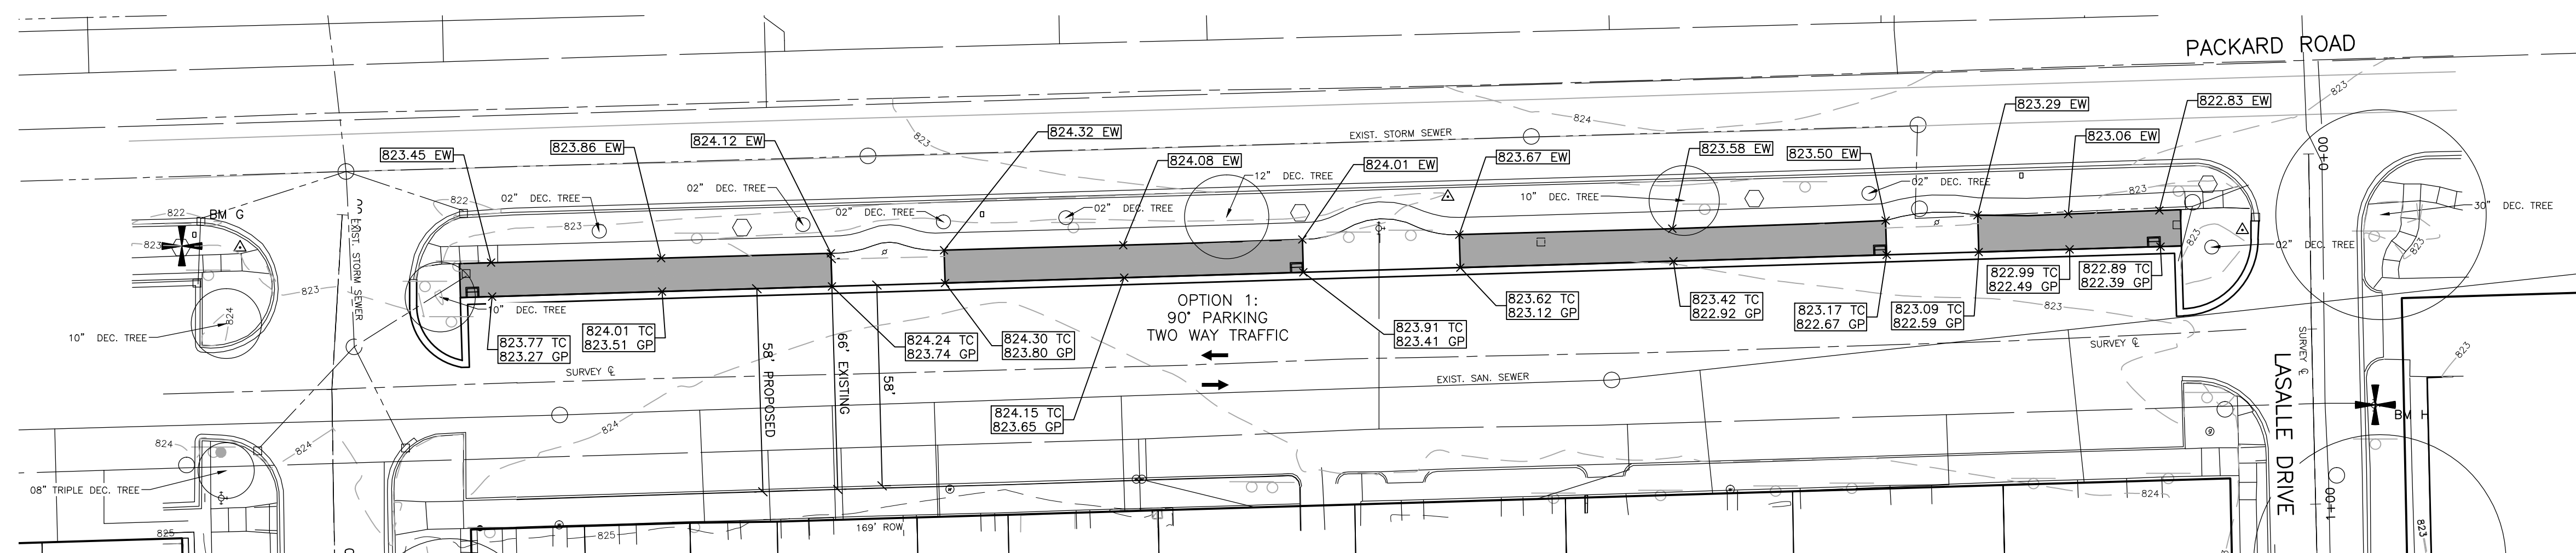 PACKARD ROAD
823
824
823
EXIST. STORM SEWER
823.45 EW
823.86 EW
824.12 EW
824.32 EW
824.08 EW
824.01 EW
823.67 EW
823.58 EW
823.50 EW
823.29 EW
823.06 EW
822.83 EW
0+00
822
BM G
823
822
823
02" DEC. TREE
02" DEC. TREE
02" DEC. TREE
02" DEC. TREE
12" DEC. TREE
10" DEC. TREE
02" DEC. TREE
823
30" DEC. TREE
02" DEC. TREE
823
823
EXIST. STORM SEWER
823
824
10" DEC. TREE
10" DEC. TREE
823.77 TC
823.27 GP
824.01 TC
823.51 GP
824.24 TC
823.74 GP
824.30 TC
823.80 GP
824.15 TC
823.65 GP
823.91 TC
823.41 GP
823.62 TC
823.12 GP
823.42 TC
822.92 GP
823.17 TC
822.67 GP
823.09 TC
822.59 GP
822.99 TC
822.49 GP
822.89 TC
822.39 GP
823
OPTION 1:
90° PARKING
TWO WAY TRAFFIC
58' PROPOSED
66' EXISTING
58'
SURVEY ℄
SURVEY ℄
SURVEY ℄
EXIST. SAN. SEWER
LASALLE DRIVE
823
BM H
824
824
824
08" TRIPLE DEC. TREE
825
825
169' ROW
824
1+00
823